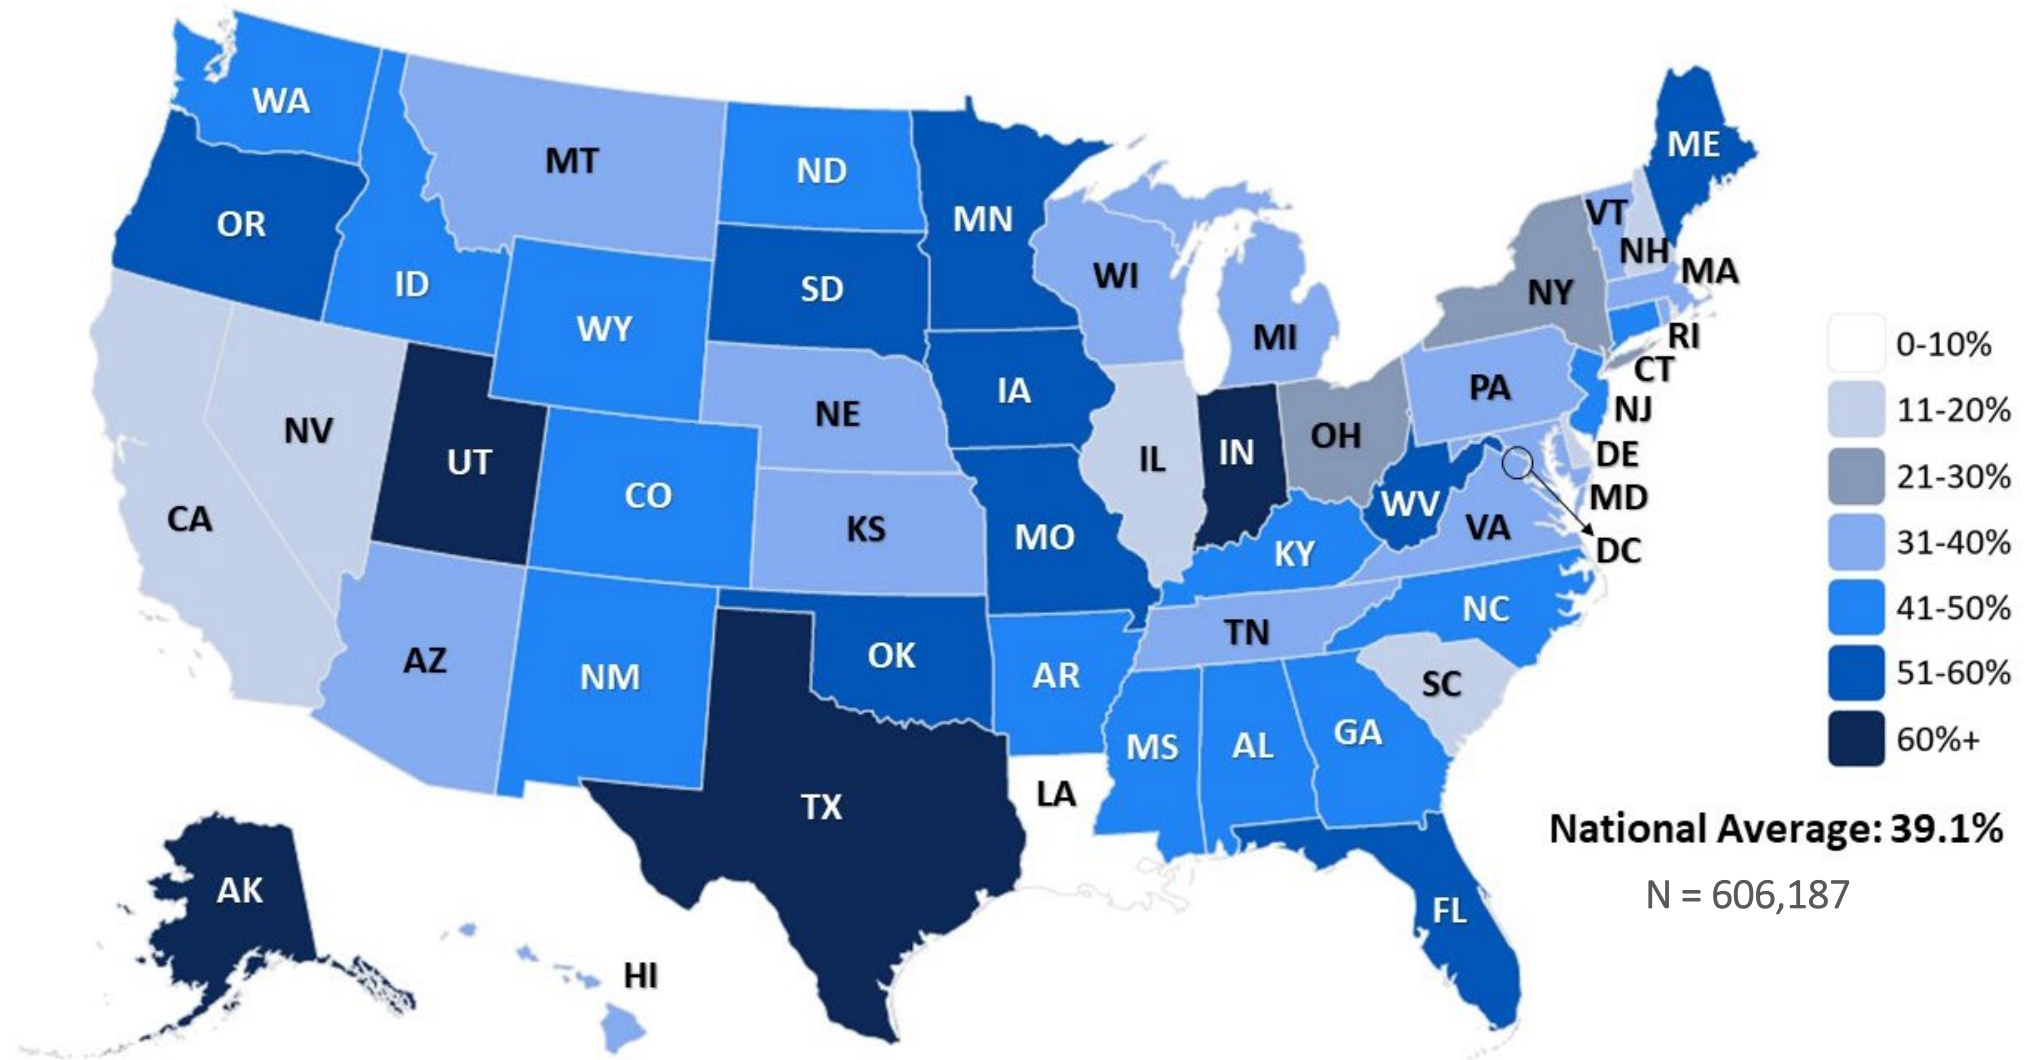 WA
MT
ND
MN
ME
OR
ID
WY
SD
WI
MI
VT
NH
MA
NY
RI
CT
NV
UT
CO
NE
IA
IL
IN
OH
PA
NJ
DE
MD
DC
CA
KS
MO
WV
VA
KY
NC
TN
AZ
NM
OK
AR
SC
MS
AL
GA
TX
LA
FL
AK
HI
0-10%
11-20%
21-30%
31-40%
41-50%
51-60%
60%+
National Average: 39.1%
N = 606,187